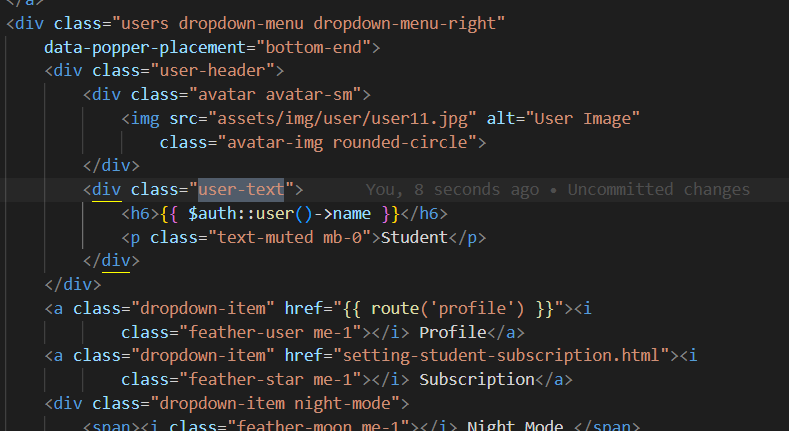 </a>
<div class="users dropdown-menu dropdown-menu-right"
data-popper-placement="bottom-end">
<div class="user-header">
<div class="avatar avatar-sm">
<img src="assets/img/user/user11.jpg" alt="User Image"
class="avatar-img rounded-circle">
</div>
<div class="user-text"> You, 8 seconds ago • Uncommitted changes
<h6>{{ $auth::user()->name }}</h6>
<p class="text-muted mb-0">Student</p>
</div>
</div>
<a class="dropdown-item" href="{{ route('profile') }}"><i
class="feather-user me-1"></i> Profile</a>
<a class="dropdown-item" href="setting-student-subscription.html"><i
class="feather-star me-1"></i> Subscription</a>
<div class="dropdown-item night-mode">
<span><i class="feather-moon me-1"></i> Night Mode </span>